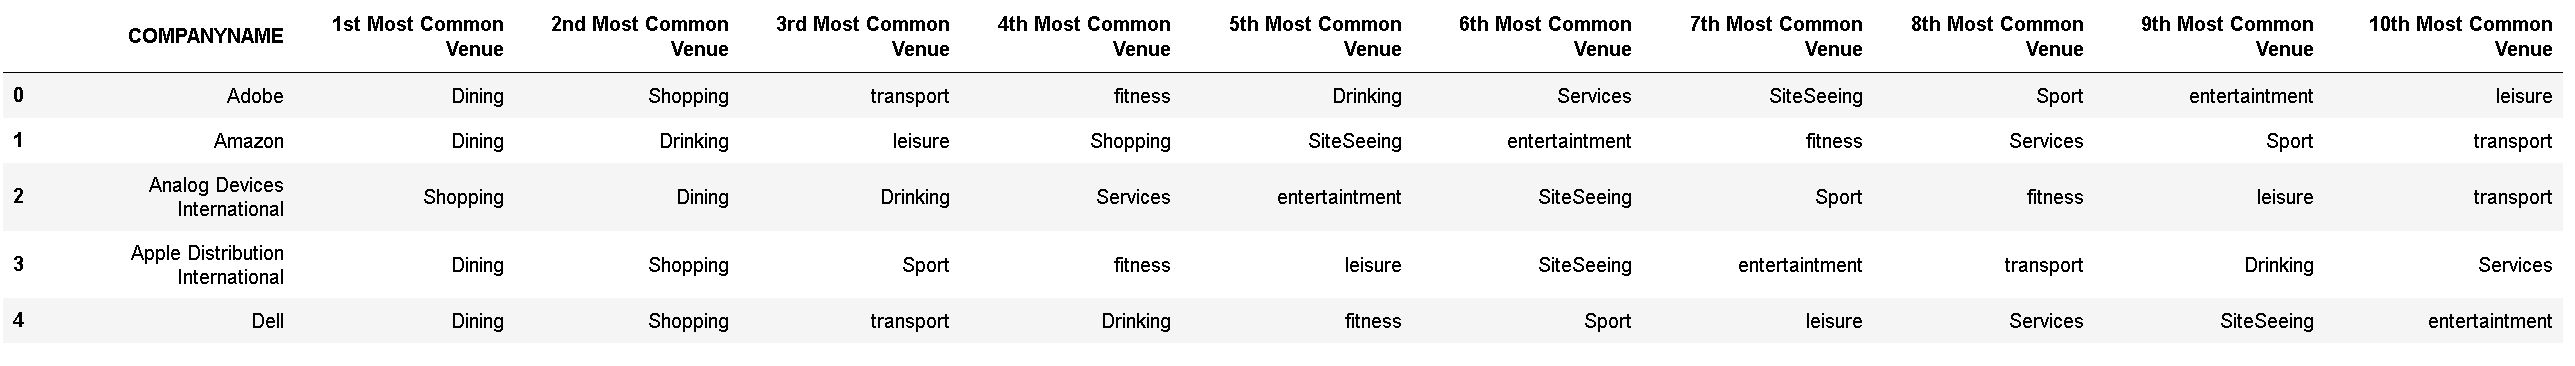 COMPANYNAME 1st Most Common Venue 2nd Most Common Venue 3rd Most Common Venue 4th Most Common Venue 5th Most Common Venue 6th Most Common Venue 7th Most Common Venue 8th Most Common Venue 9th Most Common Venue 10th Most Common Venue
0 Adobe Dining Shopping transport fitness Drinking Services SiteSeeing Sport entertaintment leisure
1 Amazon Dining Drinking leisure Shopping SiteSeeing entertaintment fitness Services Sport transport
2 Analog Devices International Shopping Dining Drinking Services entertaintment SiteSeeing Sport fitness leisure transport
3 Apple Distribution International Dining Shopping Sport fitness leisure SiteSeeing entertaintment transport Drinking Services
4 Dell Dining Shopping transport Drinking fitness Sport leisure Services SiteSeeing entertaintment